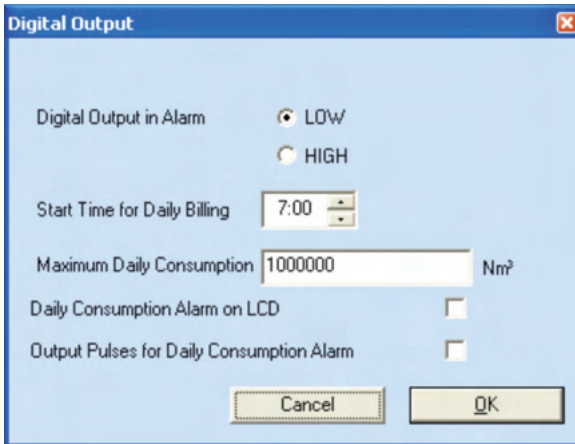 Digital Output
Digital Output in Alarm LOW
HIGH
Start Time for Daily Billing 7:00
Maximum Daily Consumption 1000000 Nm³
Daily Consumption Alarm on LCD
Output Pulses for Daily Consumption Alarm
Cancel OK